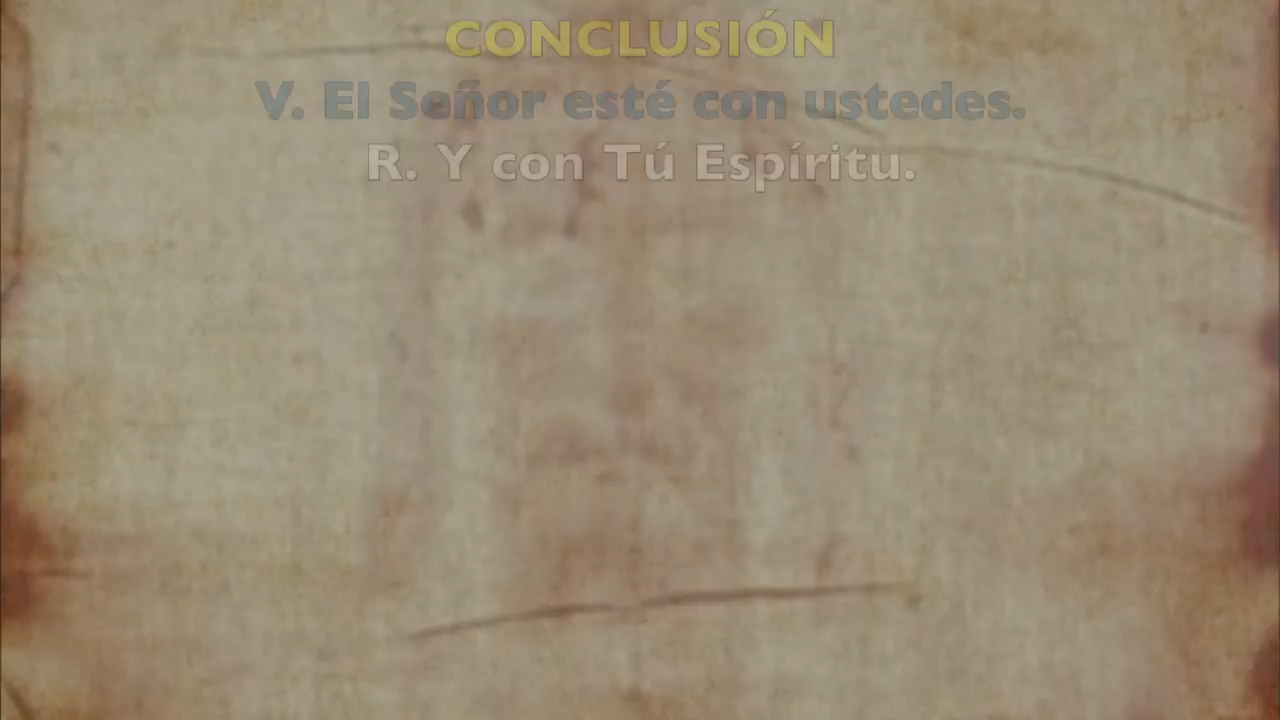 CONCLUSIÓN
V. El Señor esté con ustedes.
R. Y con Tú Espíritu.